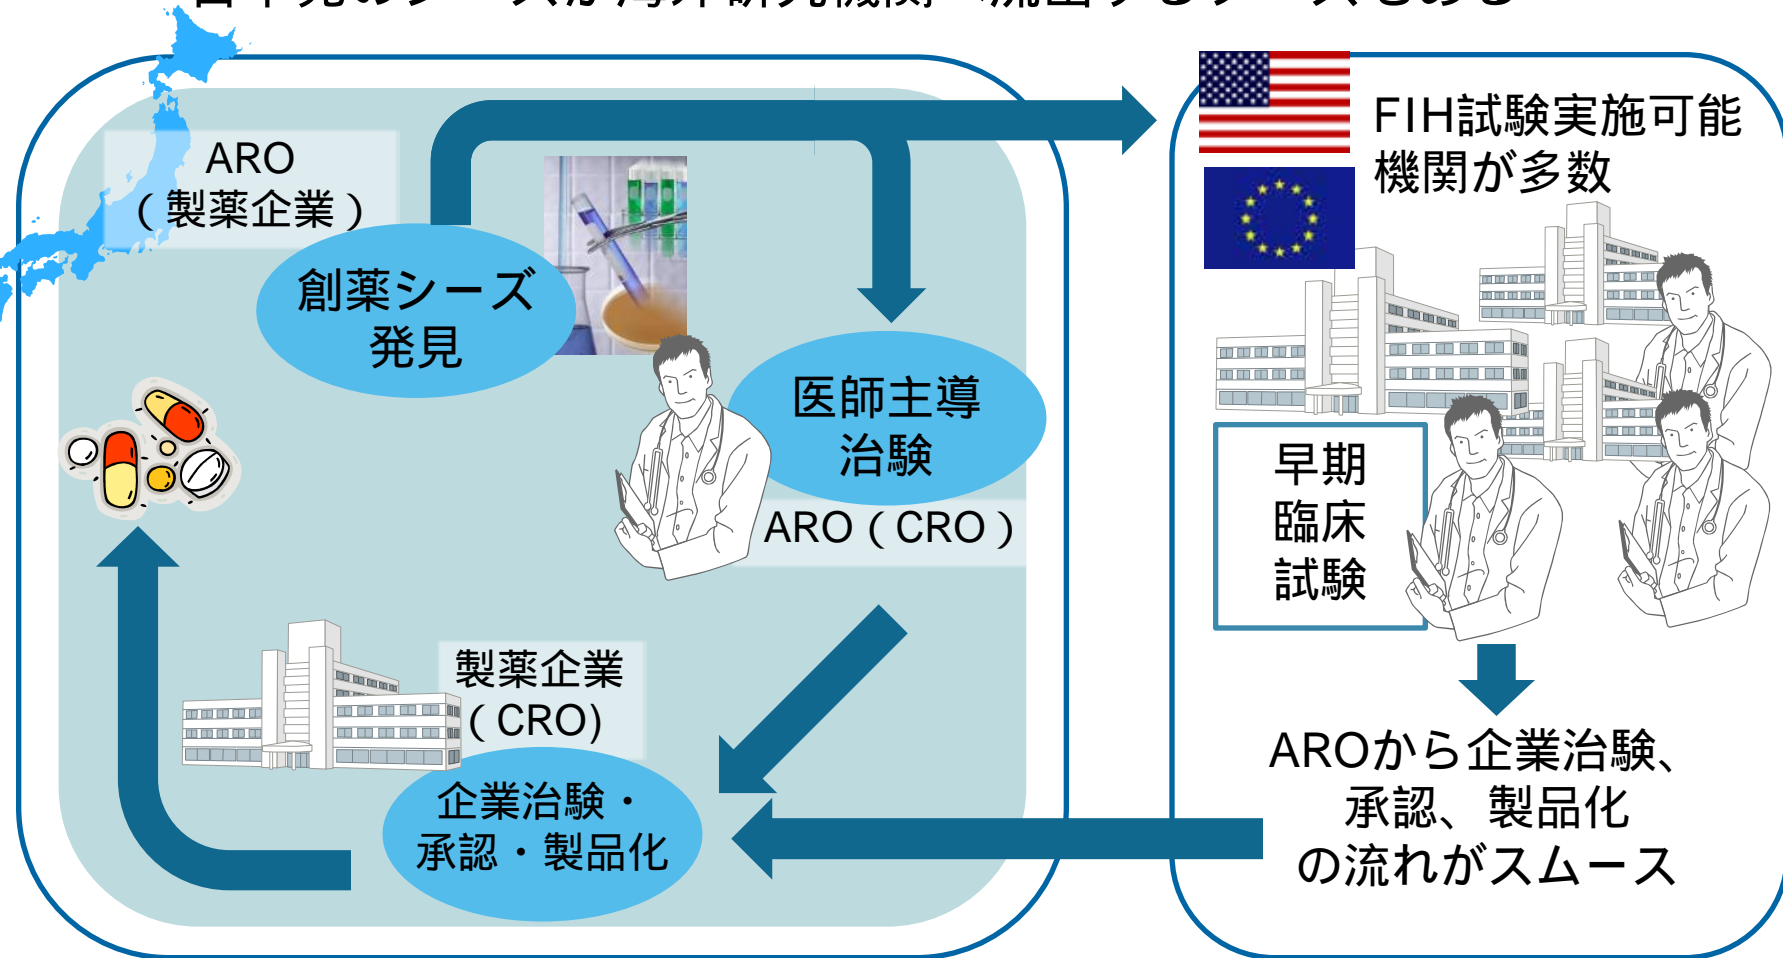 ARO
（製薬企業）
創薬シーズ
発見
医師主導
治験
ARO（CRO）
製薬企業
（CRO)
企業治験・
承認・製品化
FIH試験実施可能
機関が多数
早期
臨床
試験
AROから企業治験、
承認、製品化
の流れがスムース